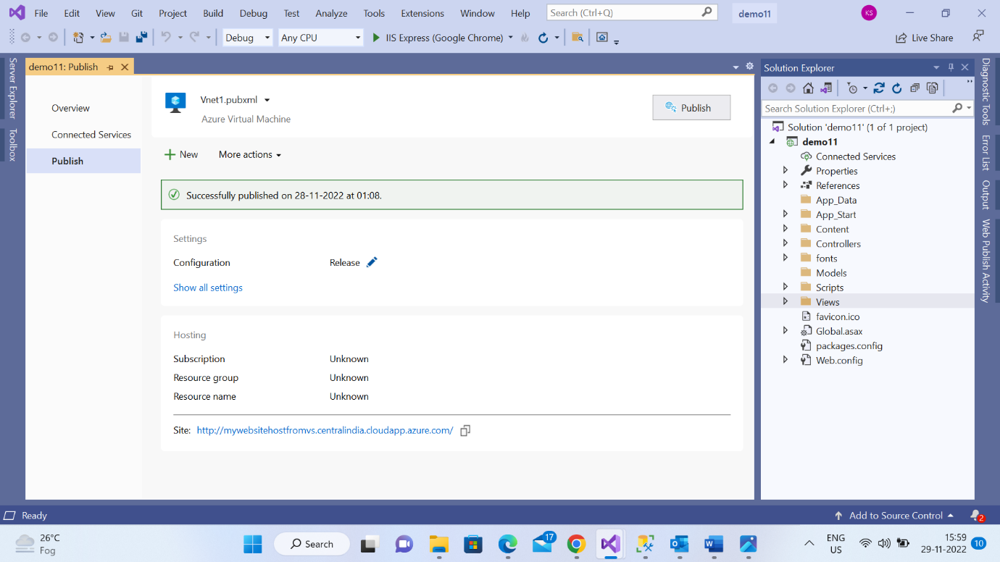 File Edit View Git Project Build Debug Test Analyze Tools Extensions Window Help Search (Ctrl+Q) demo11 KS
Debug Any CPU IIS Express (Google Chrome) Live Share
Server Explorer
Toolbox
demo11: Publish
Overview
Connected Services
Publish
Vnet1.pubxml
Azure Virtual Machine
Publish
New More actions
Successfully published on 28-11-2022 at 01:08.
Settings
Configuration Release
Show all settings
Hosting
Subscription Unknown
Resource group Unknown
Resource name Unknown
Site: http://mywebsitehostfromvs.centralindia.cloudapp.azure.com/
Solution Explorer
Search Solution Explorer (Ctrl+;)
Solution 'demo11' (1 of 1 project)
demo11
Connected Services
Properties
References
App_Data
App_Start
Content
Controllers
fonts
Models
Scripts
Views
favicon.ico
Global.asax
packages.config
Web.config
Diagnostic Tools
Error List
Output
Web Publish Activity
Ready Add to Source Control 2
26°C
Fog
Search
17
ENG
US
15:59
29-11-2022
10